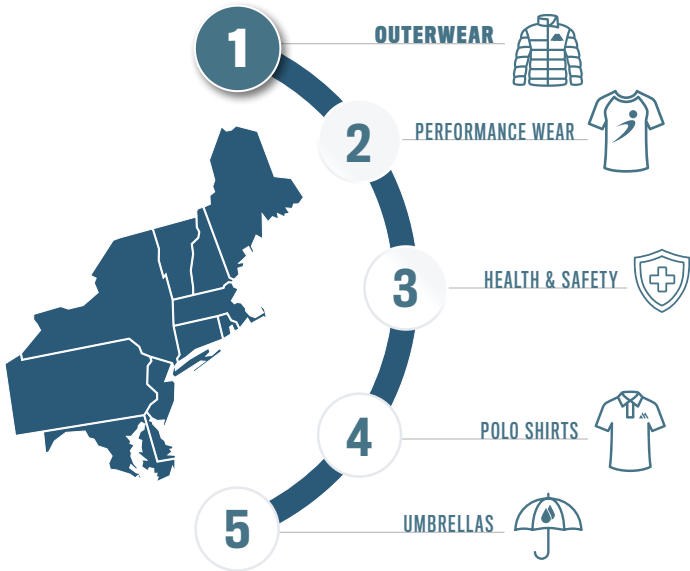 1 OUTERWEAR
2 PERFORMANCE WEAR
3 HEALTH & SAFETY
4 POLO SHIRTS
5 UMBRELLAS